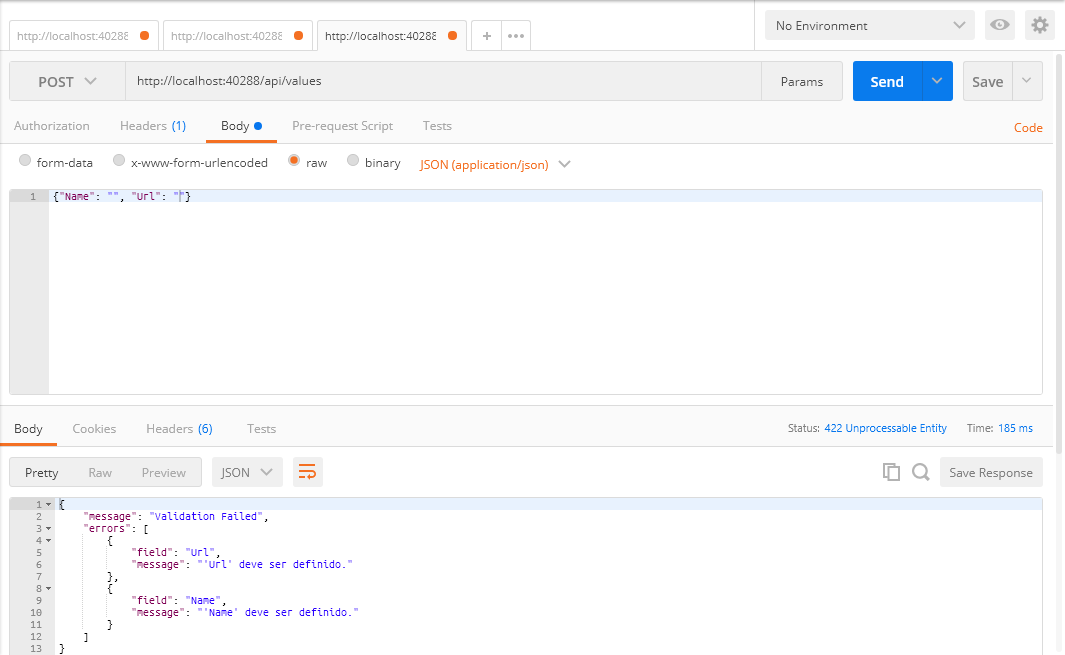 http://localhost:40288 http://localhost:40288 http://localhost:40288 + ••• No Environment
POST http://localhost:40288/api/values Params Send Save
Authorization Headers (1) Body Pre-request Script Tests Code
form-data x-www-form-urlencoded raw binary JSON (application/json)
1 {"Name": "", "Url": ""}
Body Cookies Headers (6) Tests Status: 422 Unprocessable Entity Time: 185 ms
Pretty Raw Preview JSON Save Response
1 {
2 "message": "Validation Failed",
3 "errors": [
4 {
5 "field": "Url",
6 "message": "'Url' deve ser definido."
7 },
8 {
9 "field": "Name",
10 "message": "'Name' deve ser definido."
11 }
12 ]
13 }